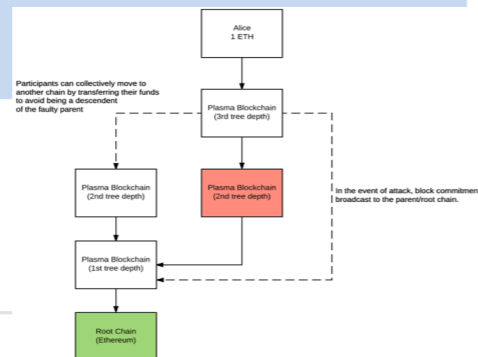 Alice
1 ETH
Participants can collectively move to
another chain by transferring their funds
to avoid being a descendent
of the faulty parent
Plasma Blockchain
(3rd tree depth)
Plasma Blockchain
(2nd tree depth)
Plasma Blockchain
(2nd tree depth)
In the event of attack, block commitmen
broadcast to the parent/root chain.
Plasma Blockchain
(1st tree depth)
Root Chain
(Ethereum)